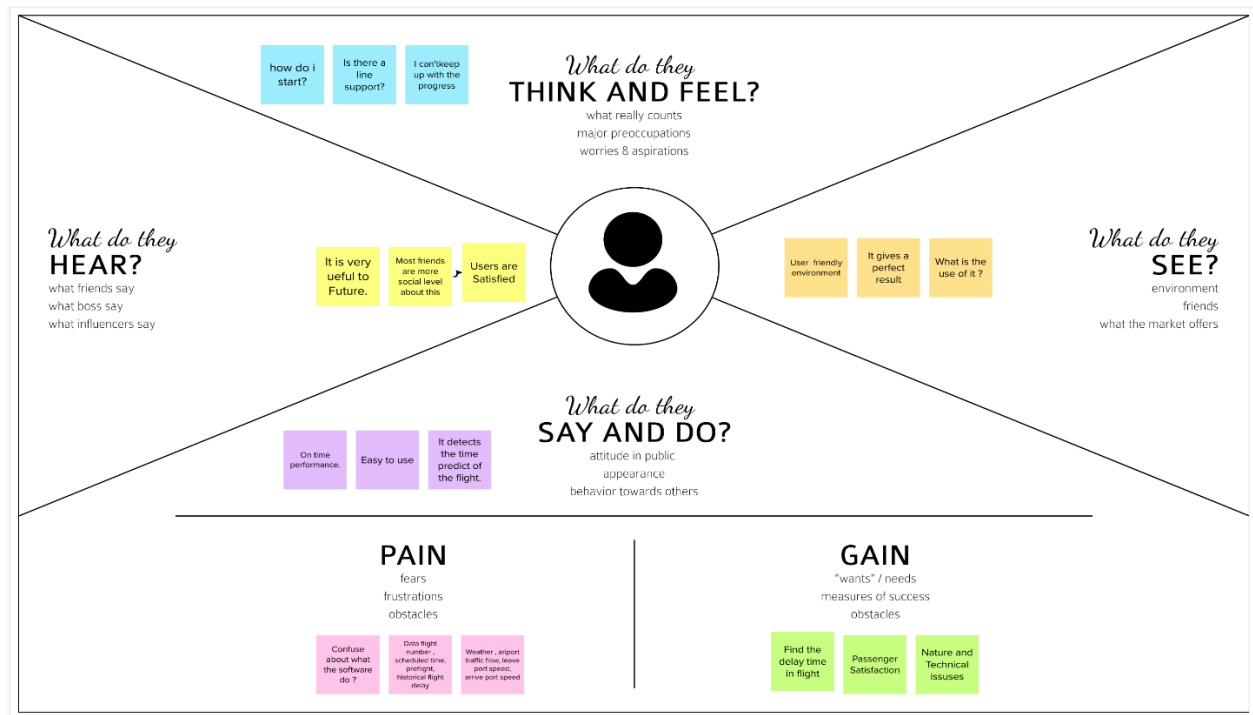 how do i
start?
Is there a
line
support?
I can'tkeep
up with the
progress
What do they
THINK AND FEEL?
what really counts
major preoccupations
worries & aspirations
What do they
HEAR?
what friends say
what boss say
what influencers say
It is very
ueful to
Future.
Most friends
are more
social level
about this
Users are
Satisfied
User friendly
environment
It gives a
perfect
result
What is the
use of it ?
What do they
SEE?
environment
friends
what the market offers
What do they
SAY AND DO?
attitude in public
appearance
behavior towards others
On time
performance.
Easy to use
It detects
the time
predict of
the flight.
PAIN
fears
frustrations
obstacles
Confuse
about what
the software
do ?
Data flight
number ,
scheduled time,
preflight,
historical flight
delay
Weather , ariport
traffic flow, leave
port speed,
arrive port speed
GAIN
“wants” / needs
measures of success
obstacles
Find the
delay time
in flight
Passenger
Satisfaction
Nature and
Technical
issuses